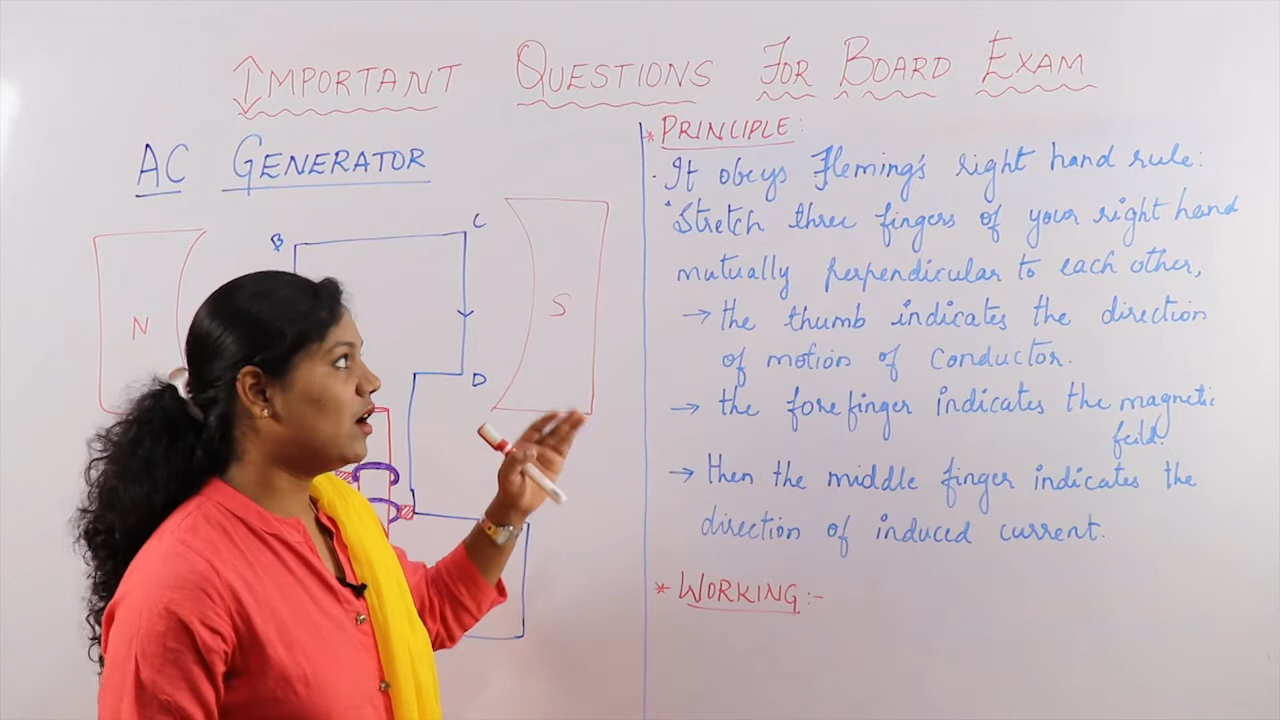 IMPORTANT QUESTIONS FOR BOARD EXAM
AC GENERATOR
B
C
D
N
S
* PRINCIPLE:
. It obeys Fleming's right hand rule:
. Stretch three fingers of your right hand
mutually perpendicular to each other,
→ the thumb indicates the direction
of motion of conductor.
→ the forefinger indicates the magnetic
feild.
→ Then the middle finger indicates the
direction of induced current.
* WORKING:-